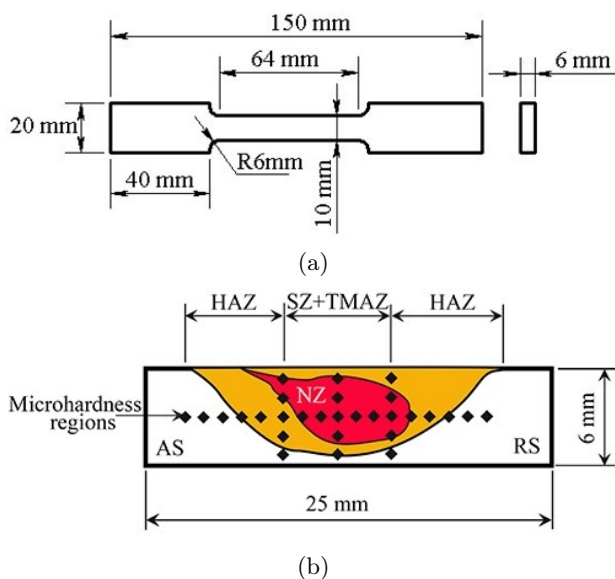 150 mm
64 mm
6 mm
20 mm
R6mm
40 mm
10 mm
(a)
HAZ SZ+TMAZ HAZ
NZ
Microhardness
regions
AS
RS
6 mm
25 mm
(b)